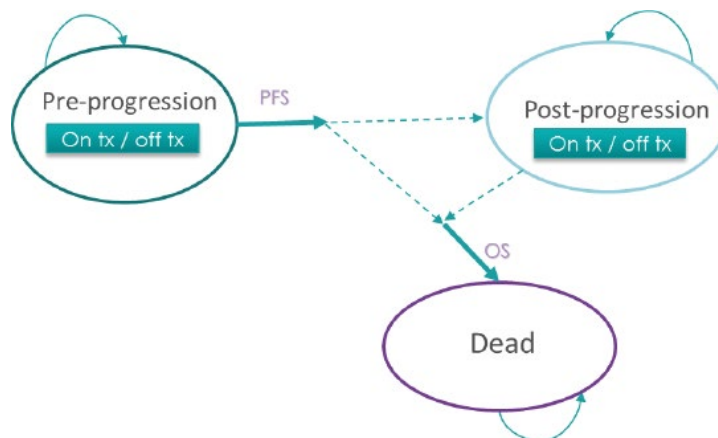 Pre-progression
On tx / off tx
PFS
Post-progression
On tx / off tx
OS
Dead